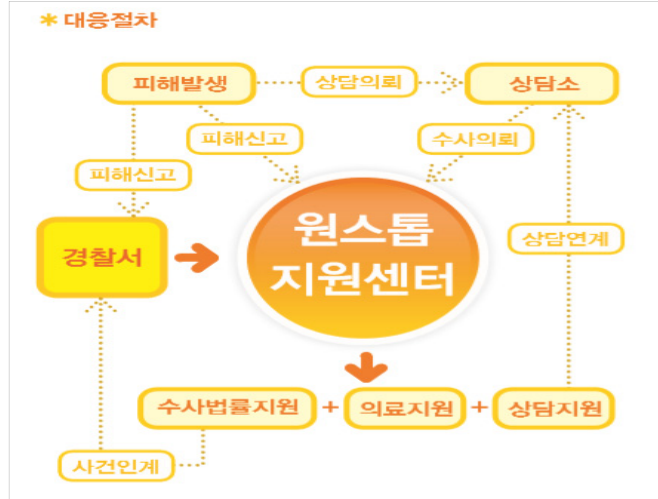 * 대응절차
피해발생
상담의뢰
상담소
피해신고
수사의뢰
피해신고
경찰서
원스톱
지원센터
상담연계
수사법률지원 + 의료지원 + 상담지원
사건인계